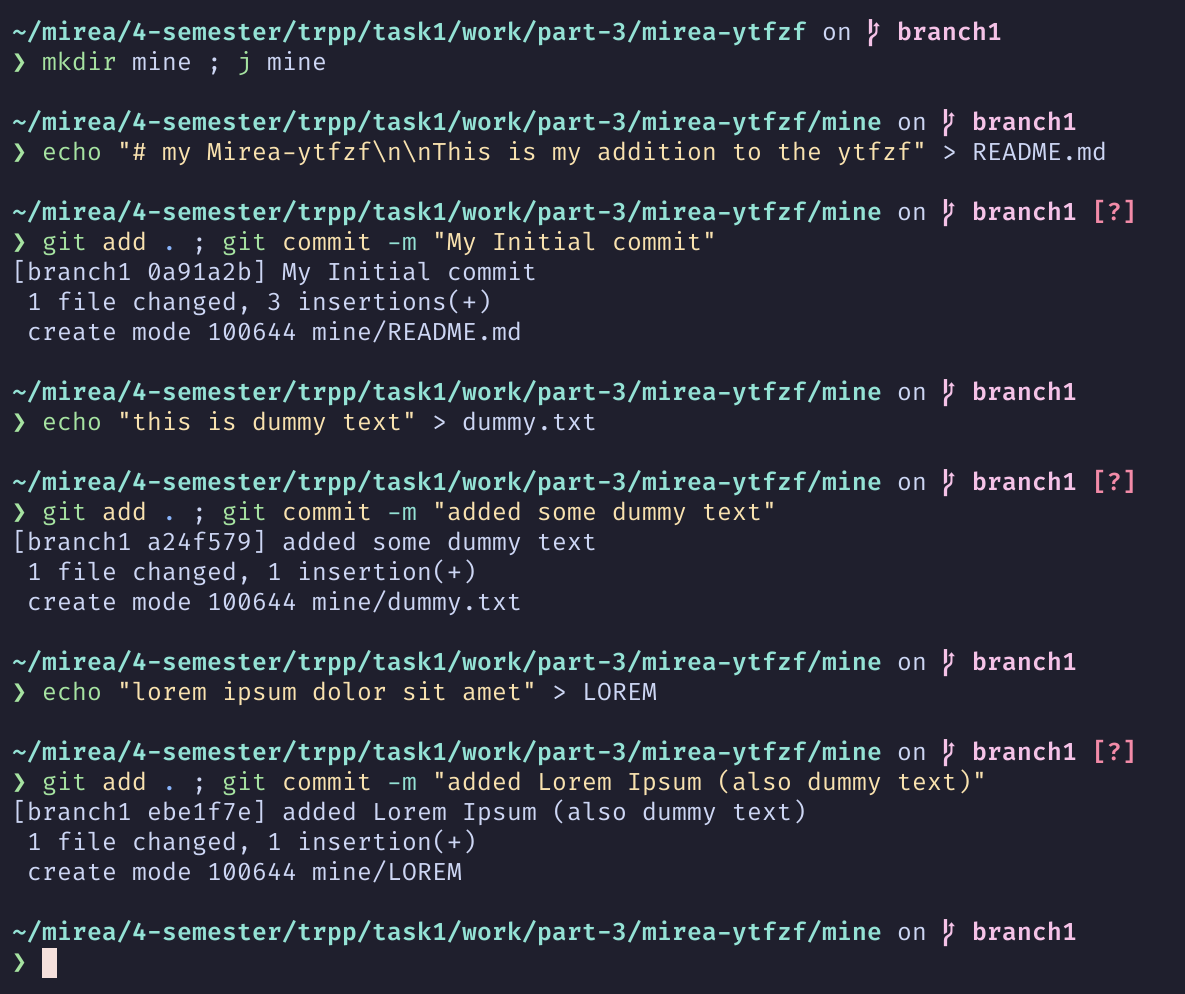 ~/mirea/4-semester/trpp/task1/work/part-3/mirea-ytfzf on branch1
❯ mkdir mine ; j mine
~/mirea/4-semester/trpp/task1/work/part-3/mirea-ytfzf/mine on branch1
❯ echo "# my Mirea-ytfzf\n\nThis is my addition to the ytfzf" > README.md
~/mirea/4-semester/trpp/task1/work/part-3/mirea-ytfzf/mine on branch1 [?]
❯ git add . ; git commit -m "My Initial commit"
[branch1 0a91a2b] My Initial commit
1 file changed, 3 insertions(+)
create mode 100644 mine/README.md
~/mirea/4-semester/trpp/task1/work/part-3/mirea-ytfzf/mine on branch1
❯ echo "this is dummy text" > dummy.txt
~/mirea/4-semester/trpp/task1/work/part-3/mirea-ytfzf/mine on branch1 [?]
❯ git add . ; git commit -m "added some dummy text"
[branch1 a24f579] added some dummy text
1 file changed, 1 insertion(+)
create mode 100644 mine/dummy.txt
~/mirea/4-semester/trpp/task1/work/part-3/mirea-ytfzf/mine on branch1
❯ echo "lorem ipsum dolor sit amet" > LOREM
~/mirea/4-semester/trpp/task1/work/part-3/mirea-ytfzf/mine on branch1 [?]
❯ git add . ; git commit -m "added Lorem Ipsum (also dummy text)"
[branch1 ebe1f7e] added Lorem Ipsum (also dummy text)
1 file changed, 1 insertion(+)
create mode 100644 mine/LOREM
~/mirea/4-semester/trpp/task1/work/part-3/mirea-ytfzf/mine on branch1
❯